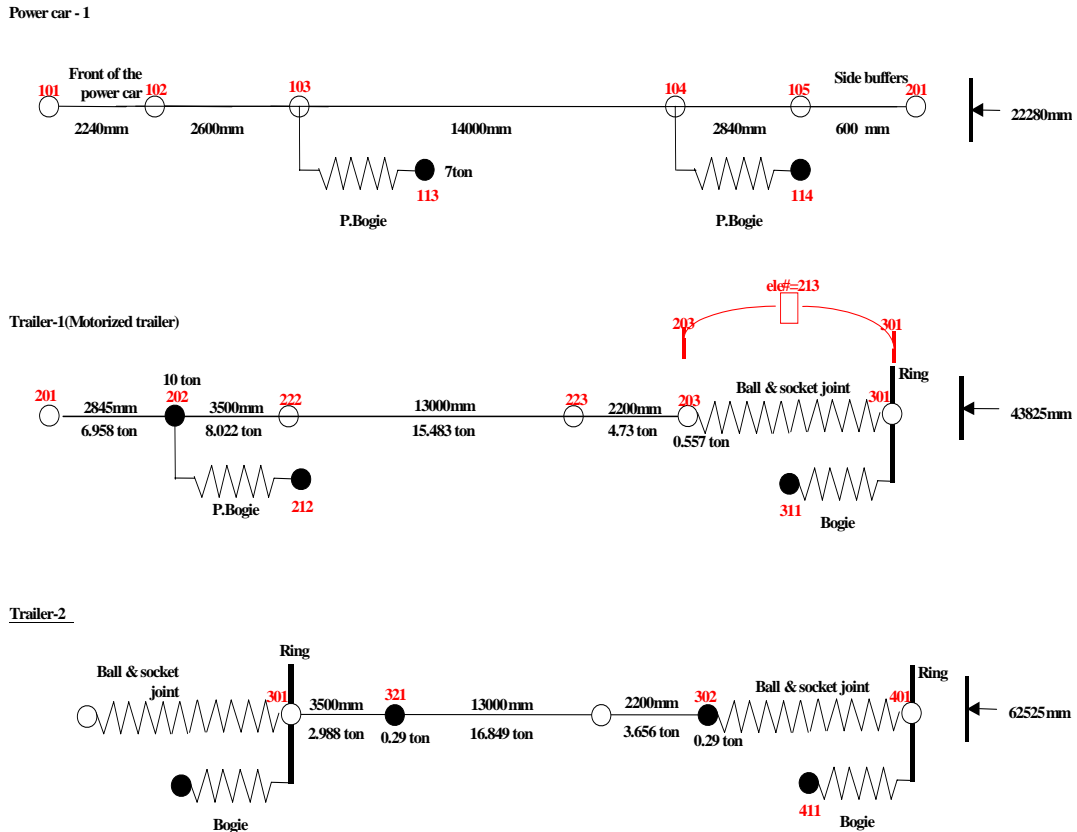 Power car - 1
Front of the
power car
Side buffers
101
102
103
104
105
201
2240mm
2600mm
14000mm
2840mm
600 mm
22280mm
7ton
113
114
P.Bogie
P.Bogie
ele#=213
Trailer-1(Motorized trailer)
203
301
Ring
10 ton
Ball & socket joint
201
202
222
223
203
301
2845mm
3500mm
13000mm
2200mm
43825mm
6.958 ton
8.022 ton
15.483 ton
4.73 ton
0.557 ton
212
311
P.Bogie
Bogie
Trailer-2
Ring
Ring
Ball & socket
joint
Ball & socket joint
301
321
302
401
3500mm
13000mm
2200mm
62525mm
2.988 ton
0.29 ton
16.849 ton
3.656 ton
0.29 ton
411
Bogie
Bogie